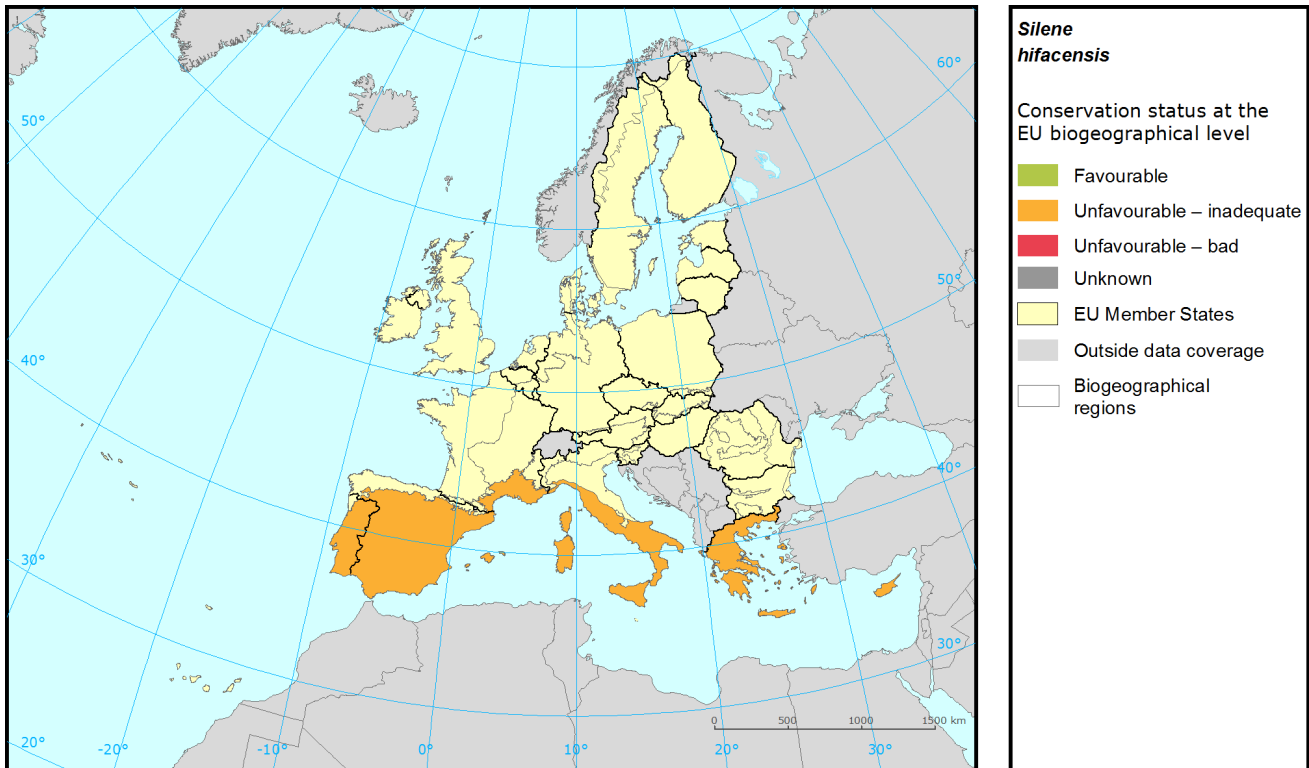 Silene
hifacensis
Conservation status at the
EU biogeographical level
Favourable
Unfavourable – inadequate
Unfavourable – bad
Unknown
EU Member States
Outside data coverage
Biogeographical
regions
60°
50°
50°
40°
40°
30°
30°
0 500 1000 1500 km
20° -20° -10° 0° 10° 20° 30°